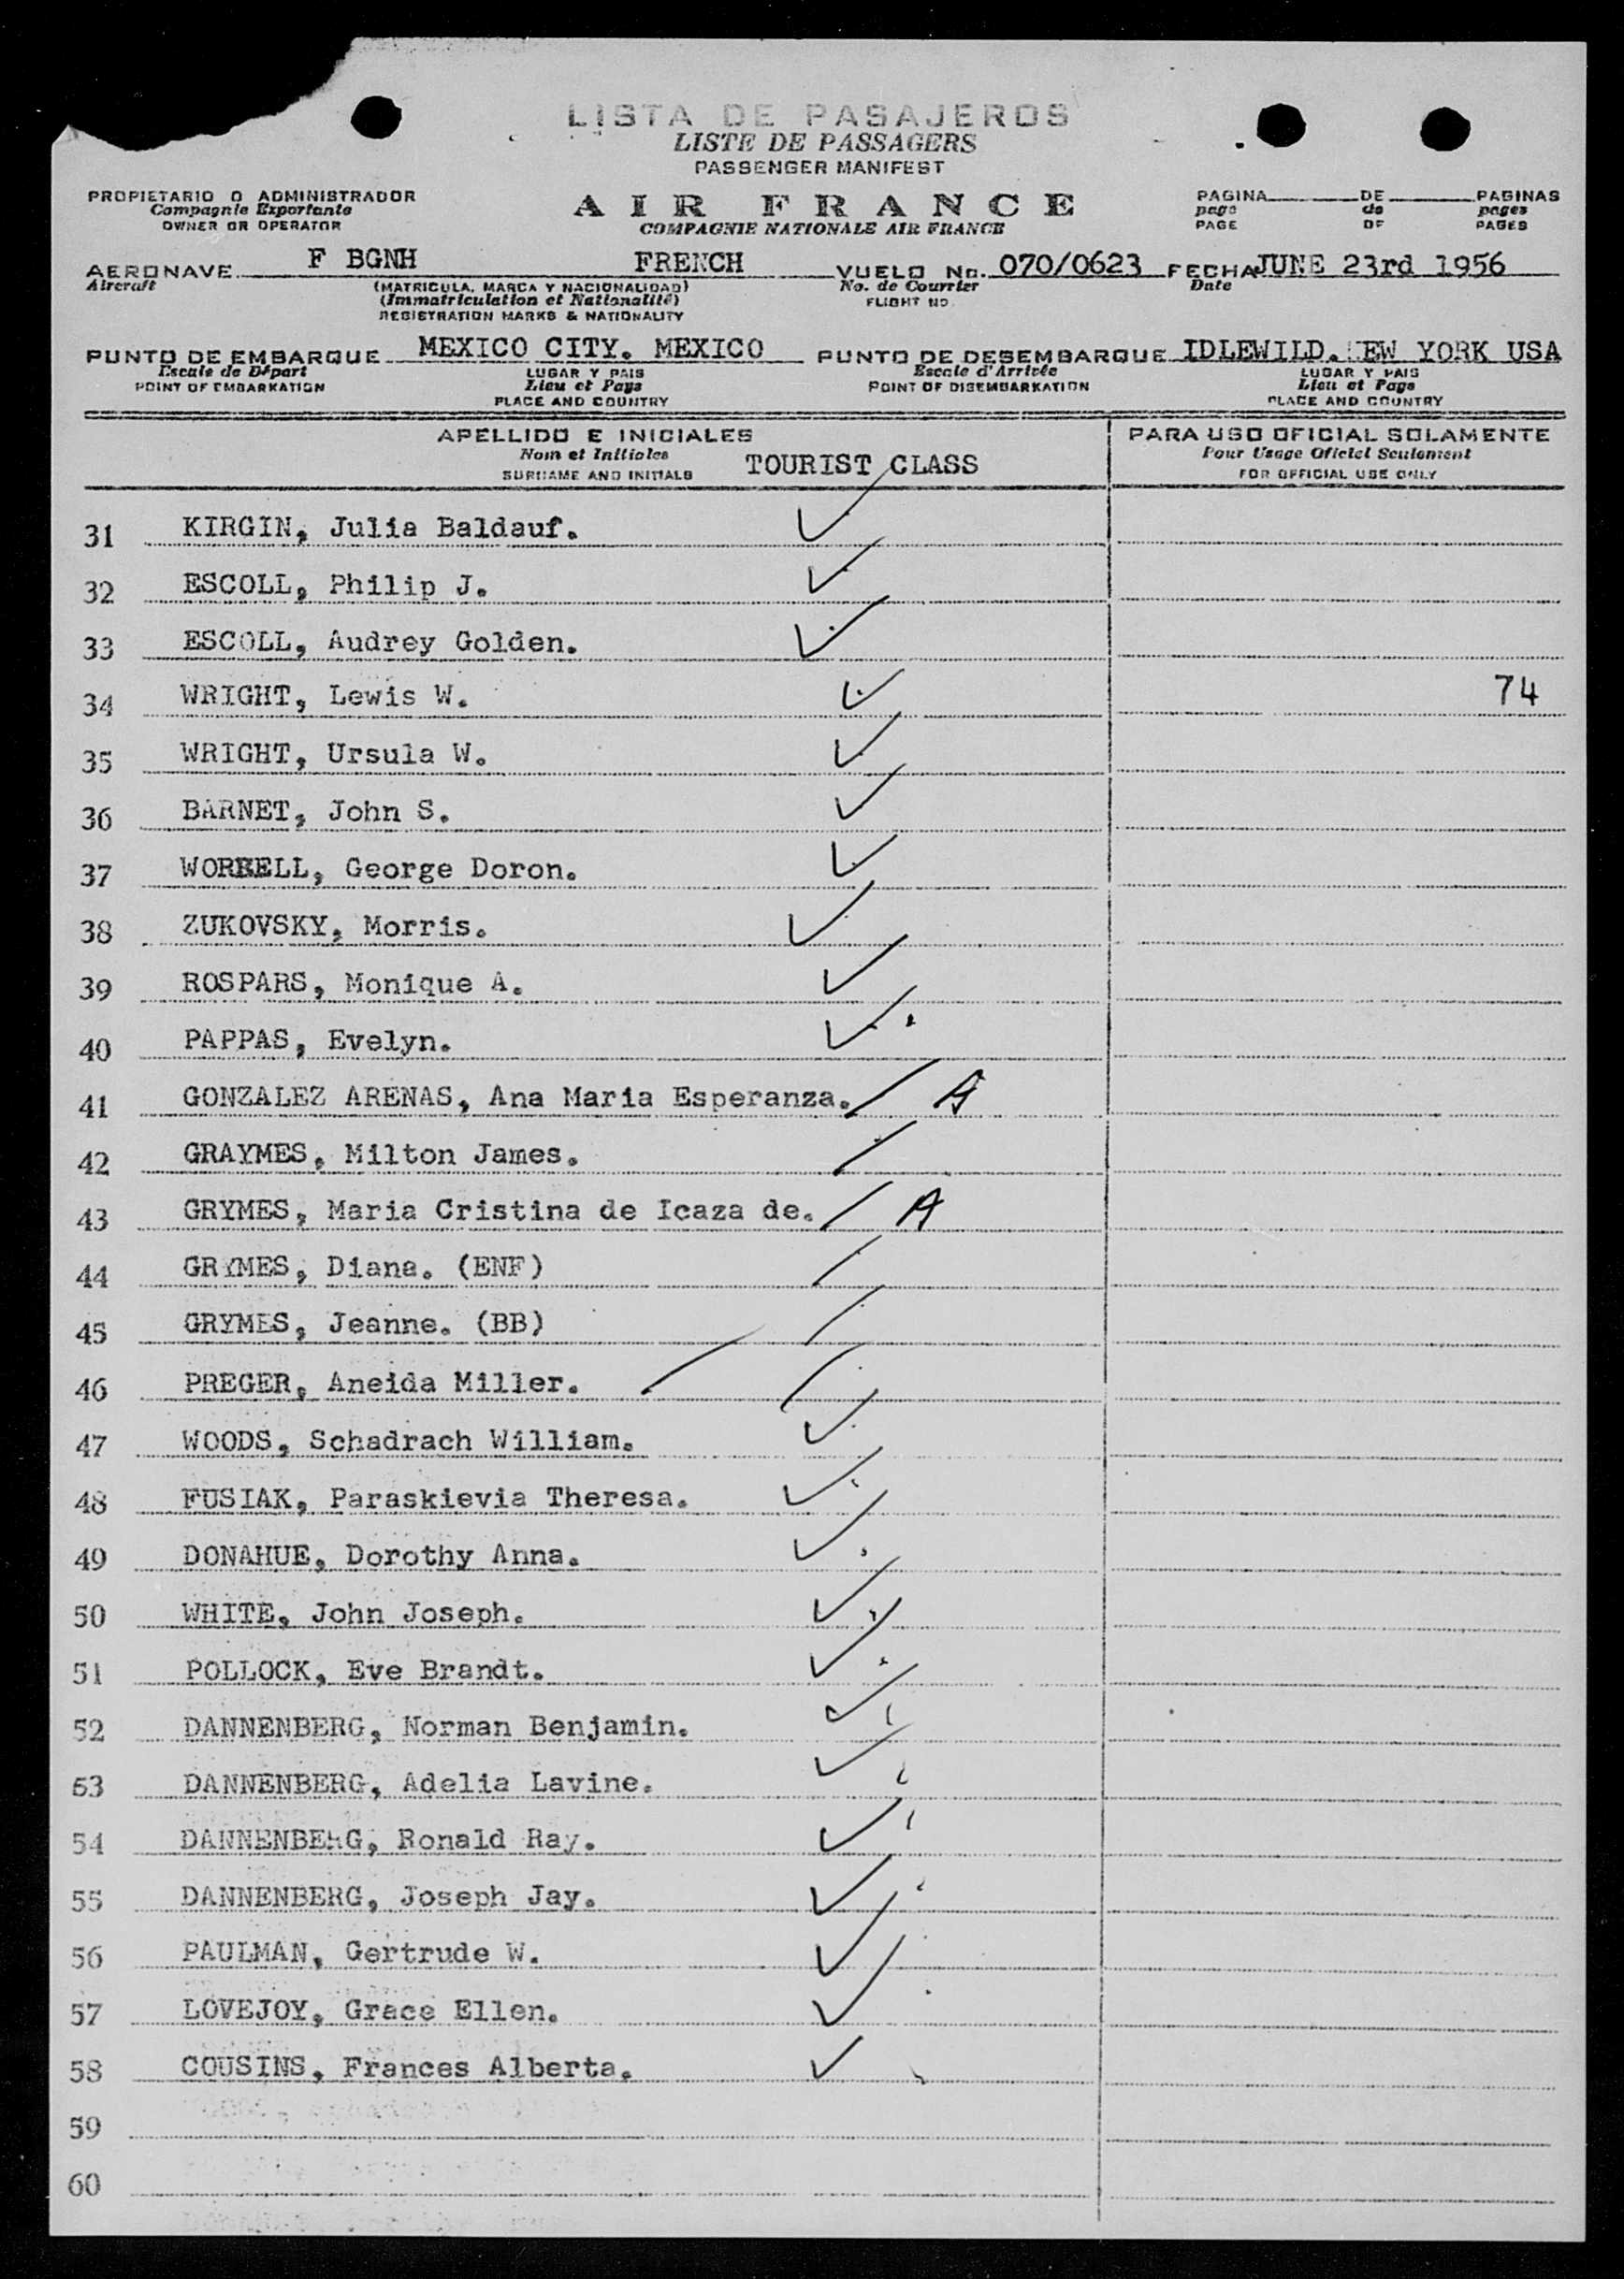 LISTA DE PASAJEROS
LISTE DE PASSAGERS
PASSENGER MANIFEST
PROPIETARIO O ADMINISTRADOR
Compagnie Exportante
OWNER OR OPERATOR
AIR FRANCE
COMPAGNIE NATIONALE AIR FRANCE
PAGINA DE PAGINAS
page de pages
PAGE OF PAGES
AERONAVE F BGNH FRENCH VUELO No. 070/0623 FECHA JUNE 23rd 1956
Aircraft (MATRICULA, MARCA Y NACIONALIDAD) No. de Courrier Date
(Immatriculation et Nationalité) FLIGHT NO.
REGISTRATION MARKS & NATIONALITY
PUNTO DE EMBARQUE MEXICO CITY. MEXICO PUNTO DE DESEMBARQUE IDLEWILD. EW YORK USA
Escale de Départ LUGAR Y PAIS Escale d'Arrivée LUGAR Y PAIS
POINT OF EMBARKATION Lieu et Pays POINT OF DISEMBARKATION Lieu et Pays
PLACE AND COUNTRY PLACE AND COUNTRY
APELLIDO E INICIALES PARA USO OFICIAL SOLAMENTE
Nom et Initiales TOURIST CLASS Pour Usage Oficiel Seulement
SURNAME AND INITIALS FOR OFFICIAL USE ONLY
31 KIRGIN, Julia Baldauf.
32 ESCOLL, Philip J.
33 ESCOLL, Audrey Golden.
34 WRIGHT, Lewis W. 74
35 WRIGHT, Ursula W.
36 BARNET, John S.
37 WORRELL, George Doron.
38 ZUKOVSKY, Morris.
39 ROSPARS, Monique A.
40 PAPPAS, Evelyn.
41 GONZALEZ ARENAS, Ana Maria Esperanza. A
42 GRAYMES, Milton James.
43 GRYMES, Maria Cristina de Icaza de. A
44 GRYMES, Diana. (ENF)
45 GRYMES, Jeanne. (BB)
46 PREGER, Aneida Miller.
47 WOODS, Schadrach William.
48 FUSIAK, Paraskievia Theresa.
49 DONAHUE, Dorothy Anna.
50 WHITE, John Joseph.
51 POLLOCK, Eve Brandt.
52 DANNENBERG, Norman Benjamin.
53 DANNENBERG, Adelia Lavine.
54 DANNENBERG, Ronald Ray.
55 DANNENBERG, Joseph Jay.
56 PAULMAN, Gertrude W.
57 LOVEJOY, Grace Ellen.
58 COUSINS, Frances Alberta.
59
60